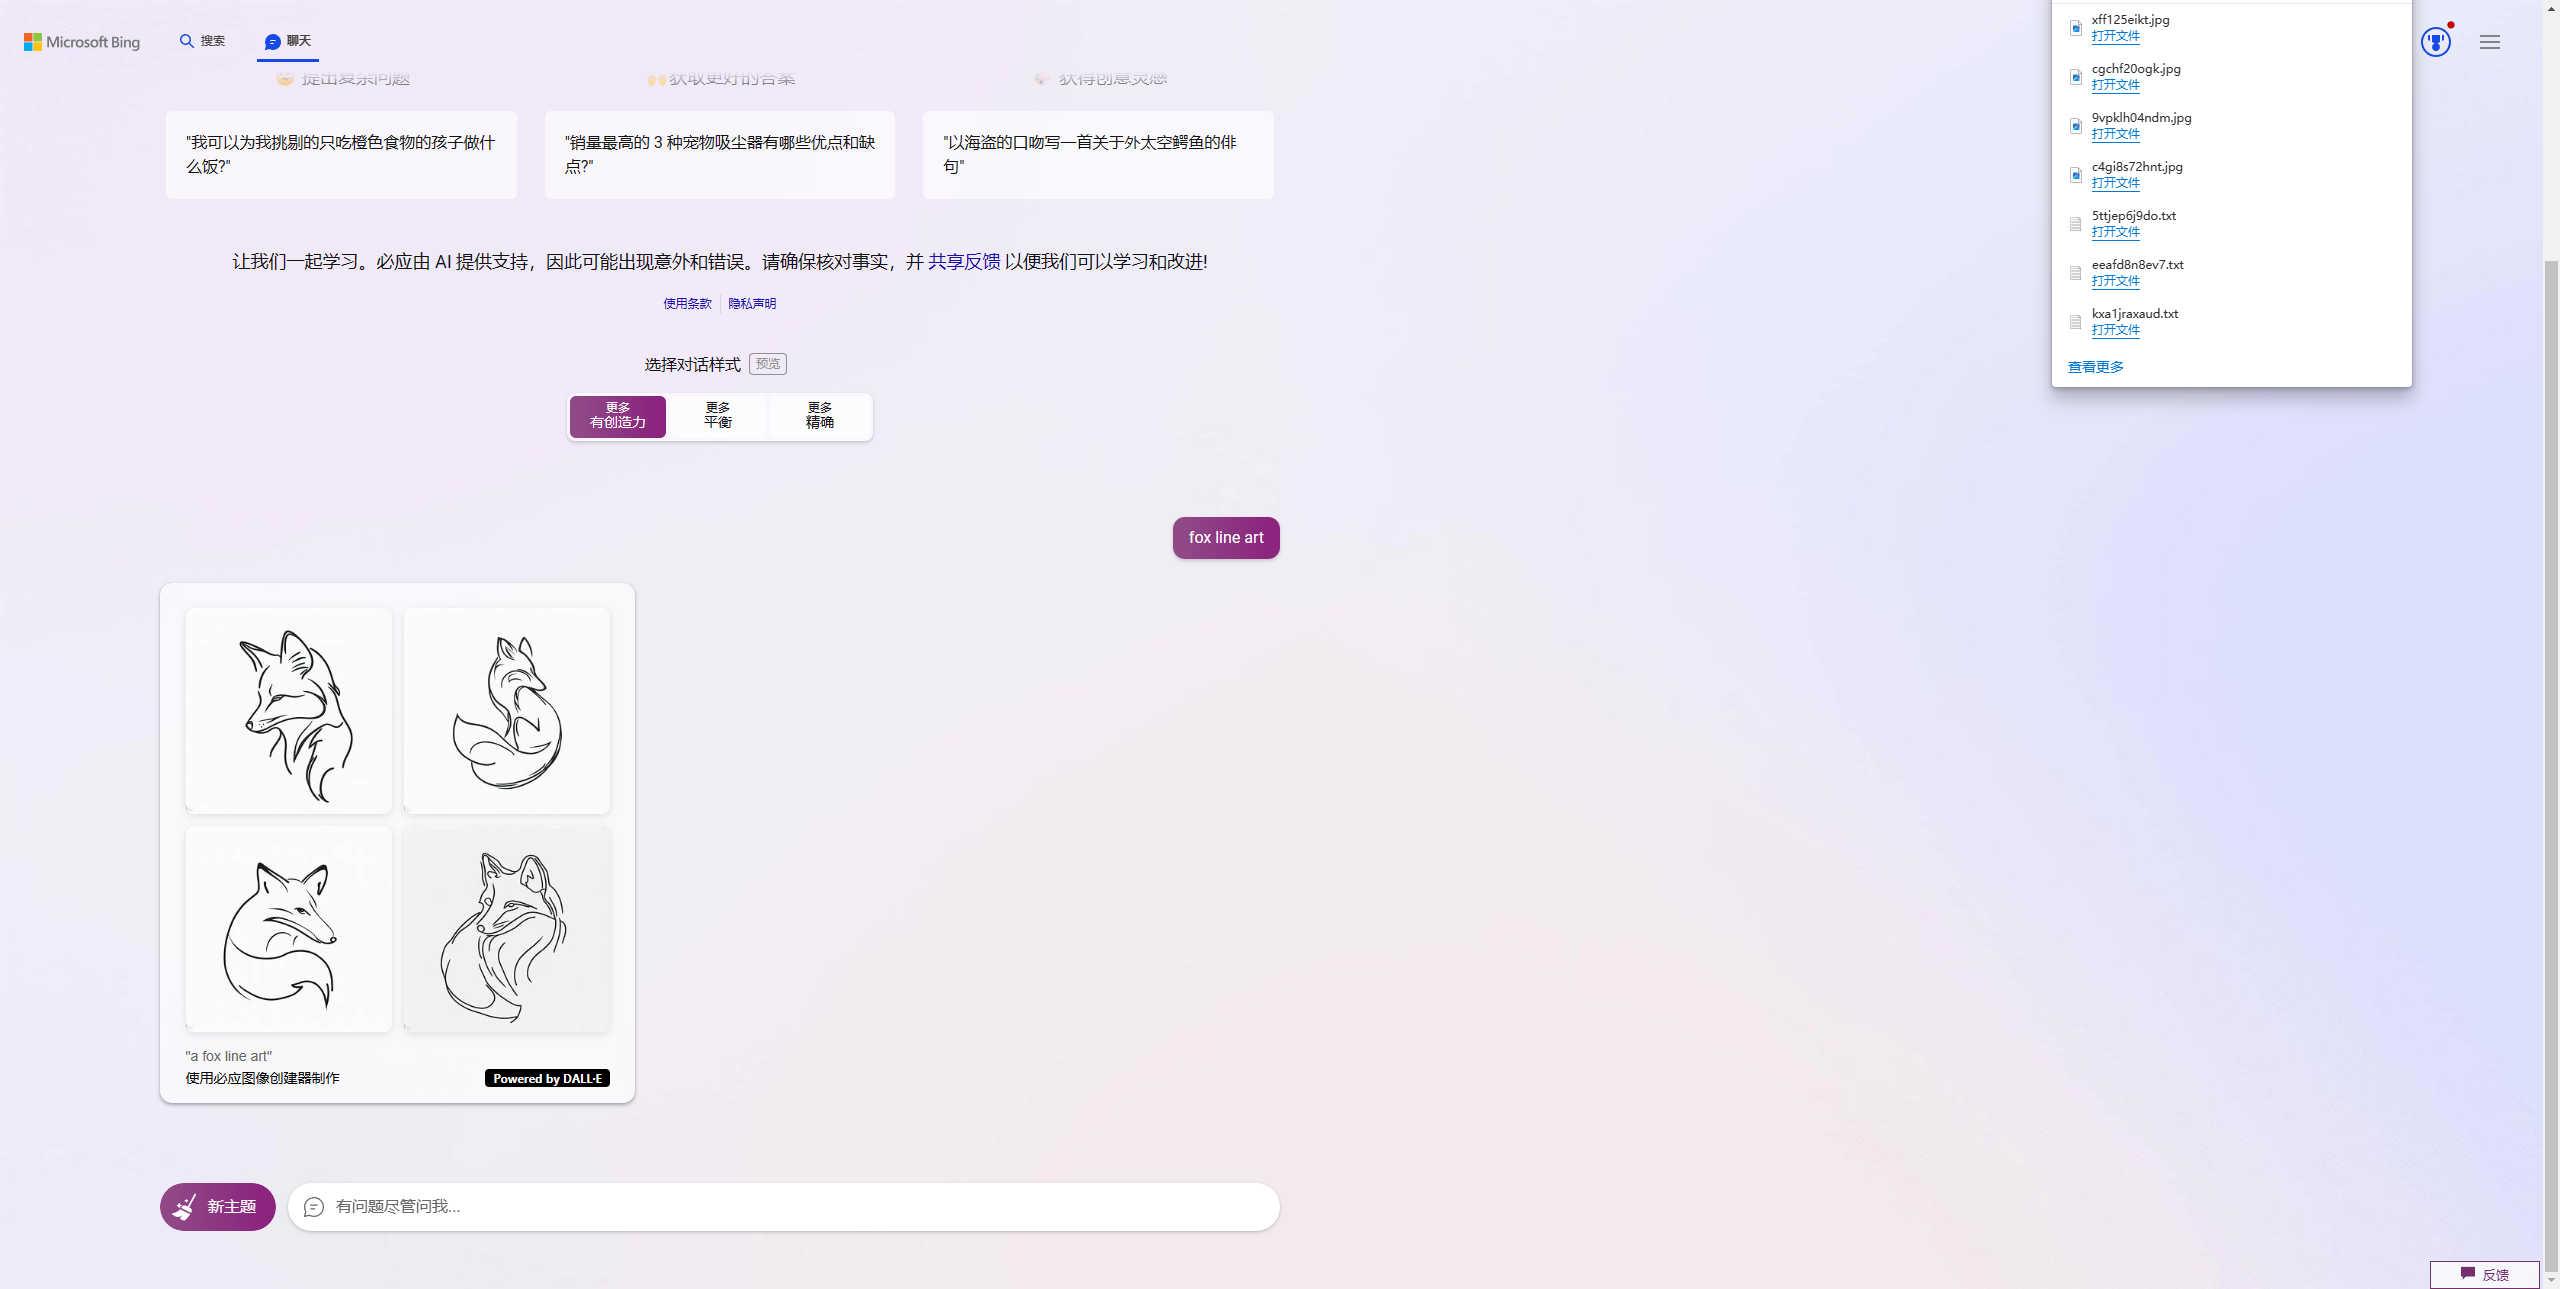 Microsoft Bing
搜索
聊天
提出复杂问题
获取更好的答案
获得创意灵感
"我可以为我挑剔的只吃橙色食物的孩子做什
么饭?"
"销量最高的 3 种宠物吸尘器有哪些优点和缺
点?"
"以海盗的口吻写一首关于外太空鳄鱼的俳
句"
让我们一起学习。必应由 AI 提供支持，因此可能出现意外和错误。请确保核对事实，并 共享反馈 以便我们可以学习和改进!
使用条款
隐私声明
选择对话样式 预览
更多
有创造力
更多
平衡
更多
精确
fox line art
"a fox line art"
使用必应图像创建器制作
Powered by DALL·E
新主题
有问题尽管问我...
xff125eikt.jpg
打开文件
cgchf20ogk.jpg
打开文件
9vpklh04ndm.jpg
打开文件
c4gi8s72hnt.jpg
打开文件
5ttjep6j9do.txt
打开文件
eeafd8n8ev7.txt
打开文件
kxa1jraxaud.txt
打开文件
查看更多
反馈